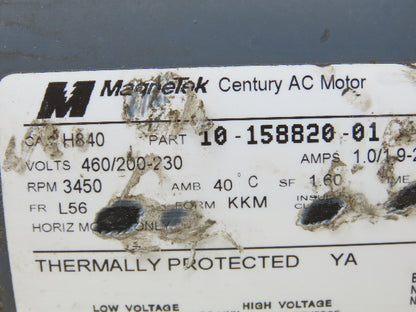 MagneTek Century AC Motor
H840 PART 10-158820-01
VOLTS 460/200-230 AMPS 1.0/1.9-2
RPM 3450 AMB 40°C SF 1.60
FR L56 FORM KKM
HORIZ ONLY
THERMALLY PROTECTED YA
LOW VOLTAGE HIGH VOLTAGE